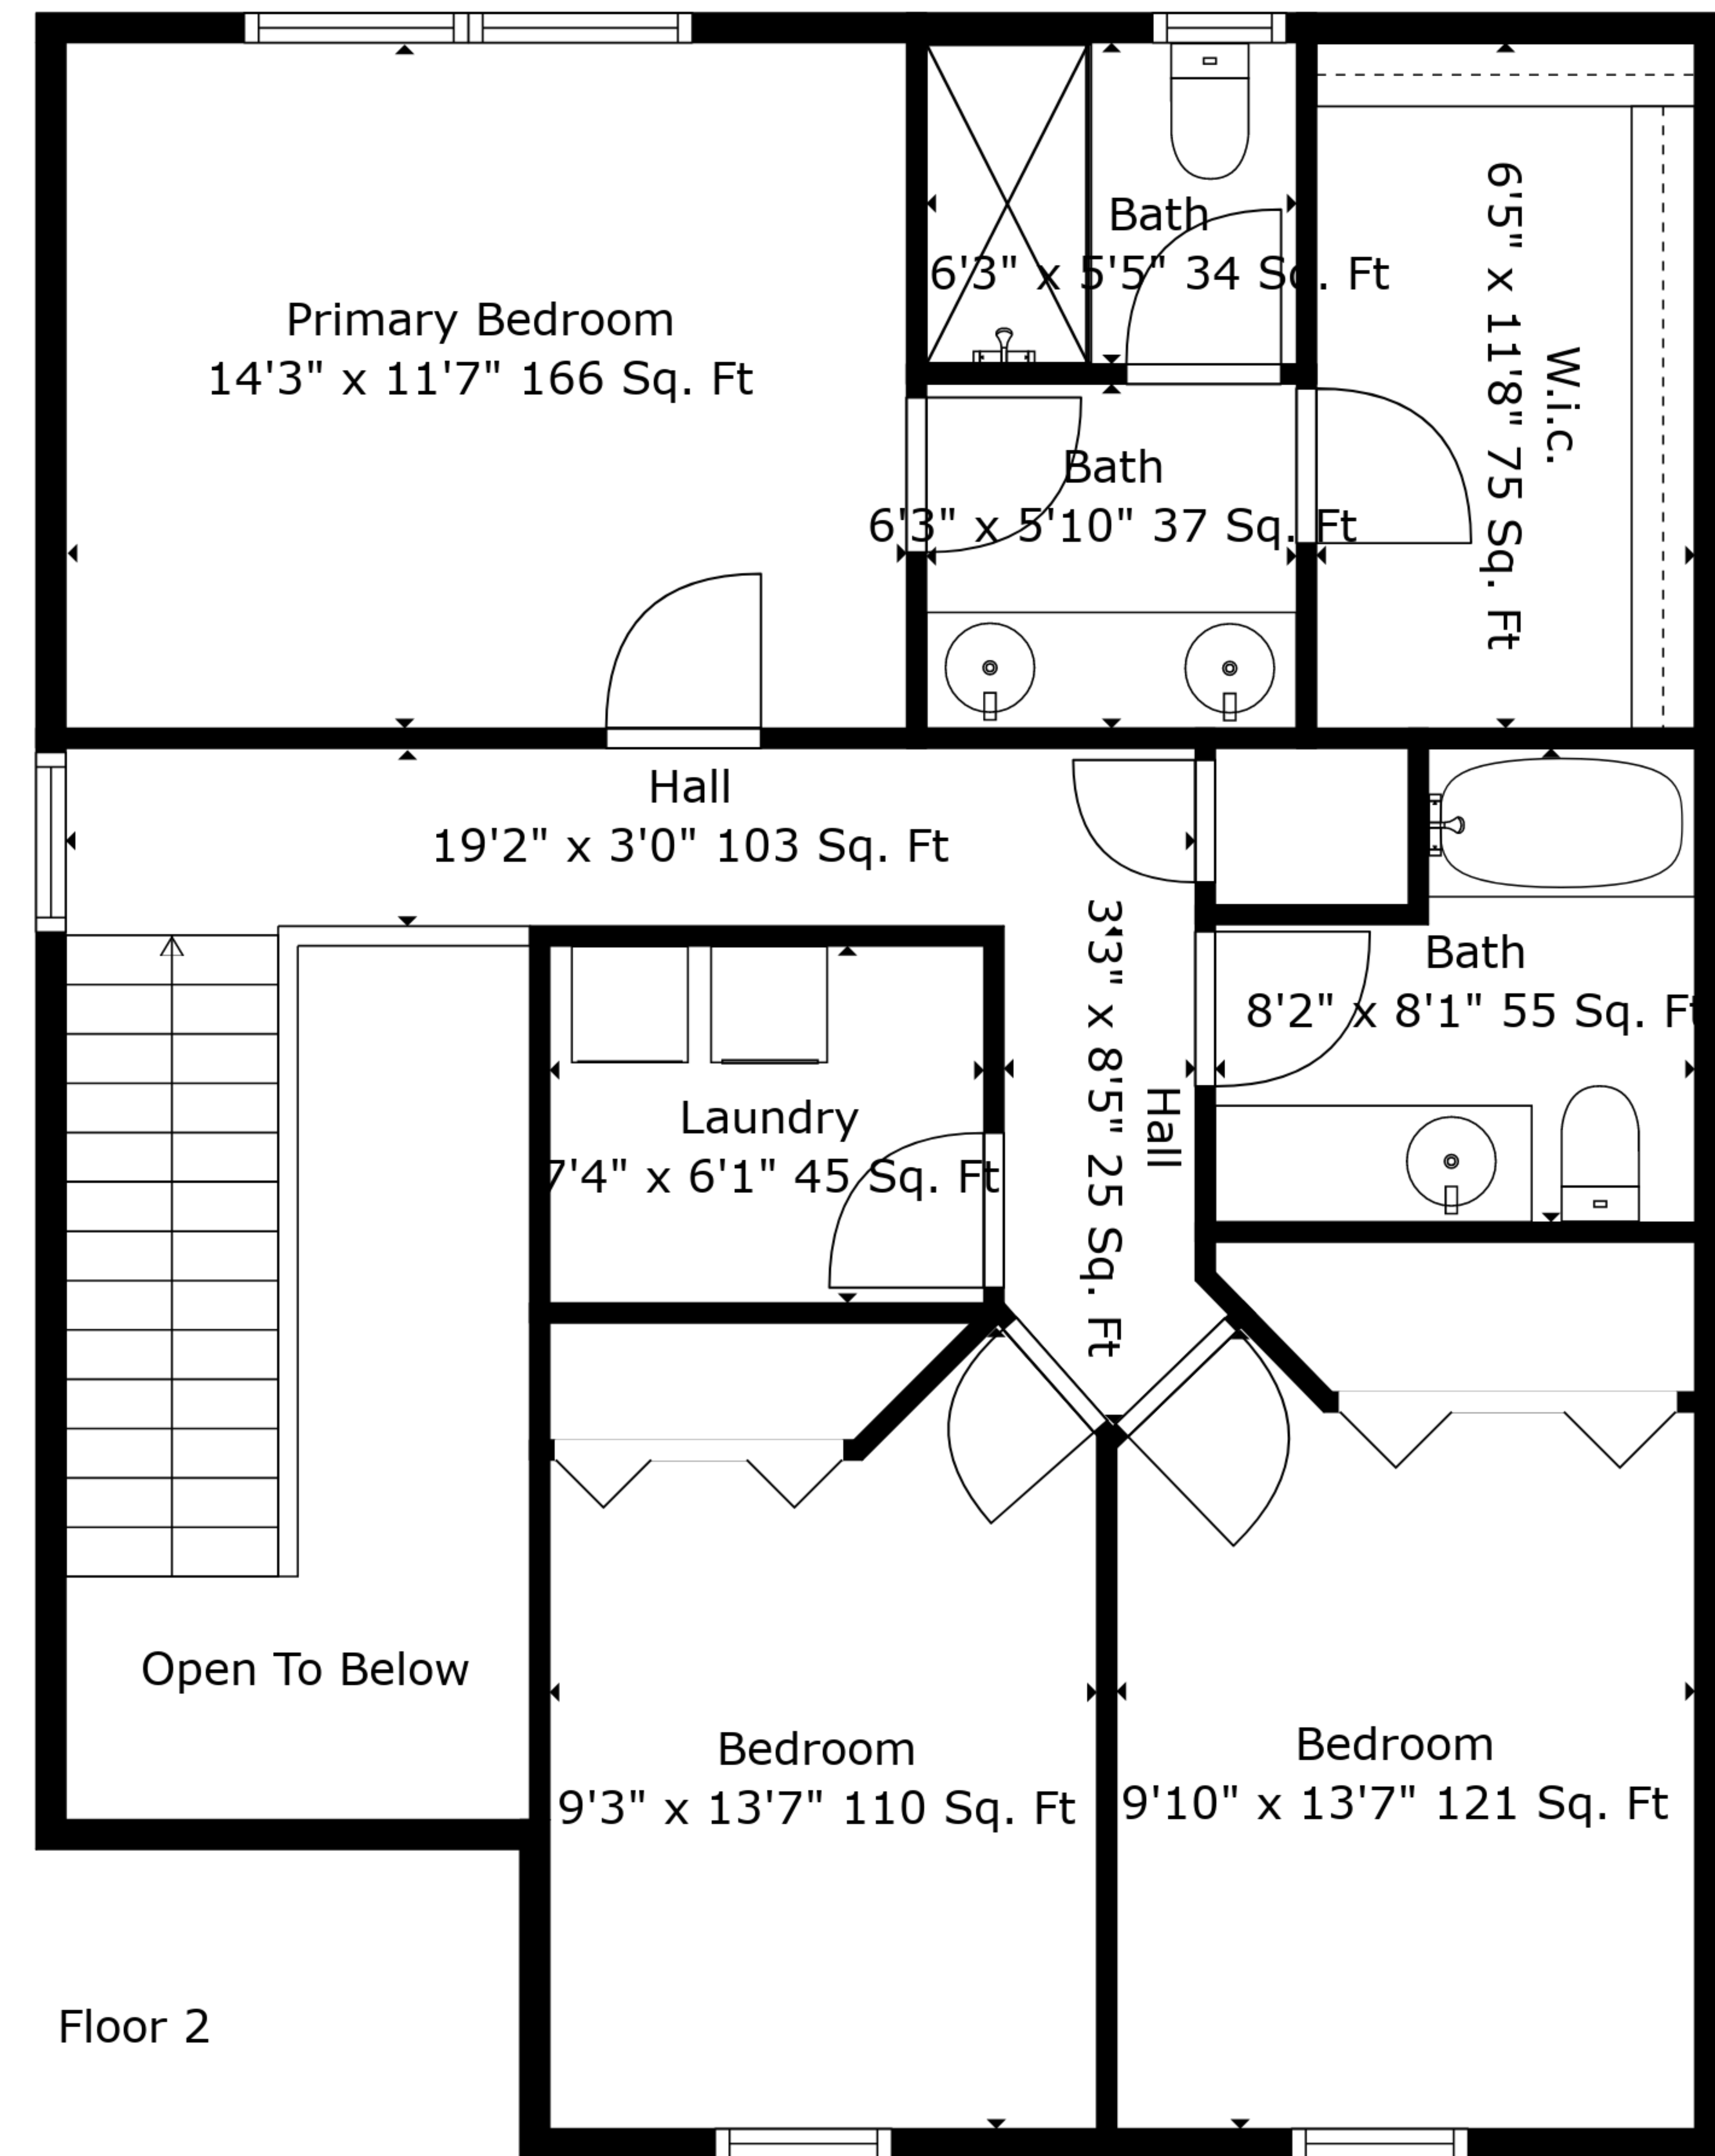 Primary Bedroom
14'3" x 11'7" 166 Sq. Ft
Bath
6'3" x 5'5" 34 Sq. Ft
W.i.c.
6'5" x 11'8" 75 Sq. Ft
Bath
6'3" x 5'10" 37 Sq. Ft
Hall
19'2" x 3'0" 103 Sq. Ft
Bath
8'2" x 8'1" 55 Sq. Ft
Hall
3'3" x 8'5" 25 Sq. Ft
Laundry
7'4" x 6'1" 45 Sq. Ft
Open To Below
Bedroom
9'3" x 13'7" 110 Sq. Ft
Bedroom
9'10" x 13'7" 121 Sq. Ft
Floor 2